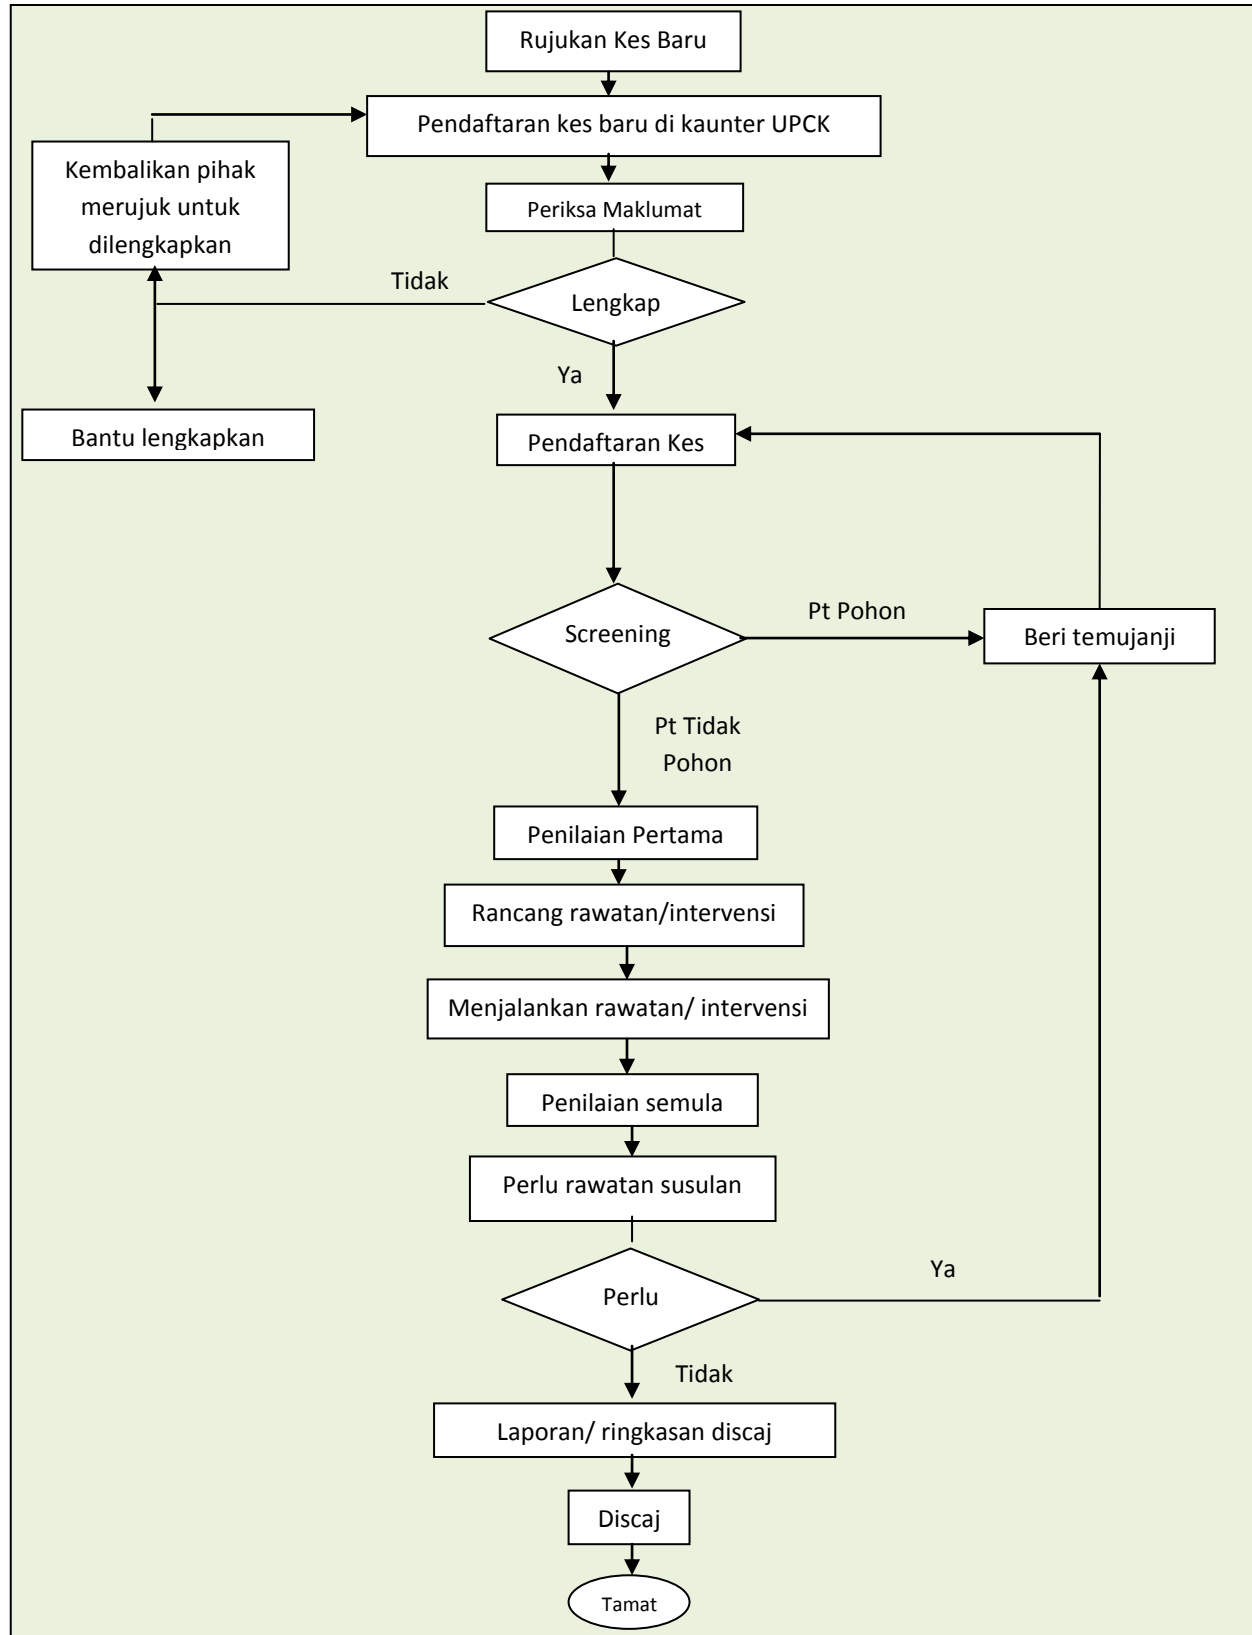 Rujukan Kes Baru
Pendaftaran kes baru di kaunter UPCK
Kembalikan pihak
merujuk untuk
dilengkapkan
Periksa Maklumat
Tidak
Lengkap
Ya
Bantu lengkapkan
Pendaftaran Kes
Screening
Pt Pohon
Beri temujanji
Pt Tidak
Pohon
Penilaian Pertama
Rancang rawatan/intervensi
Menjalankan rawatan/ intervensi
Penilaian semula
Perlu rawatan susulan
Perlu
Ya
Tidak
Laporan/ ringkasan discaj
Discaj
Tamat